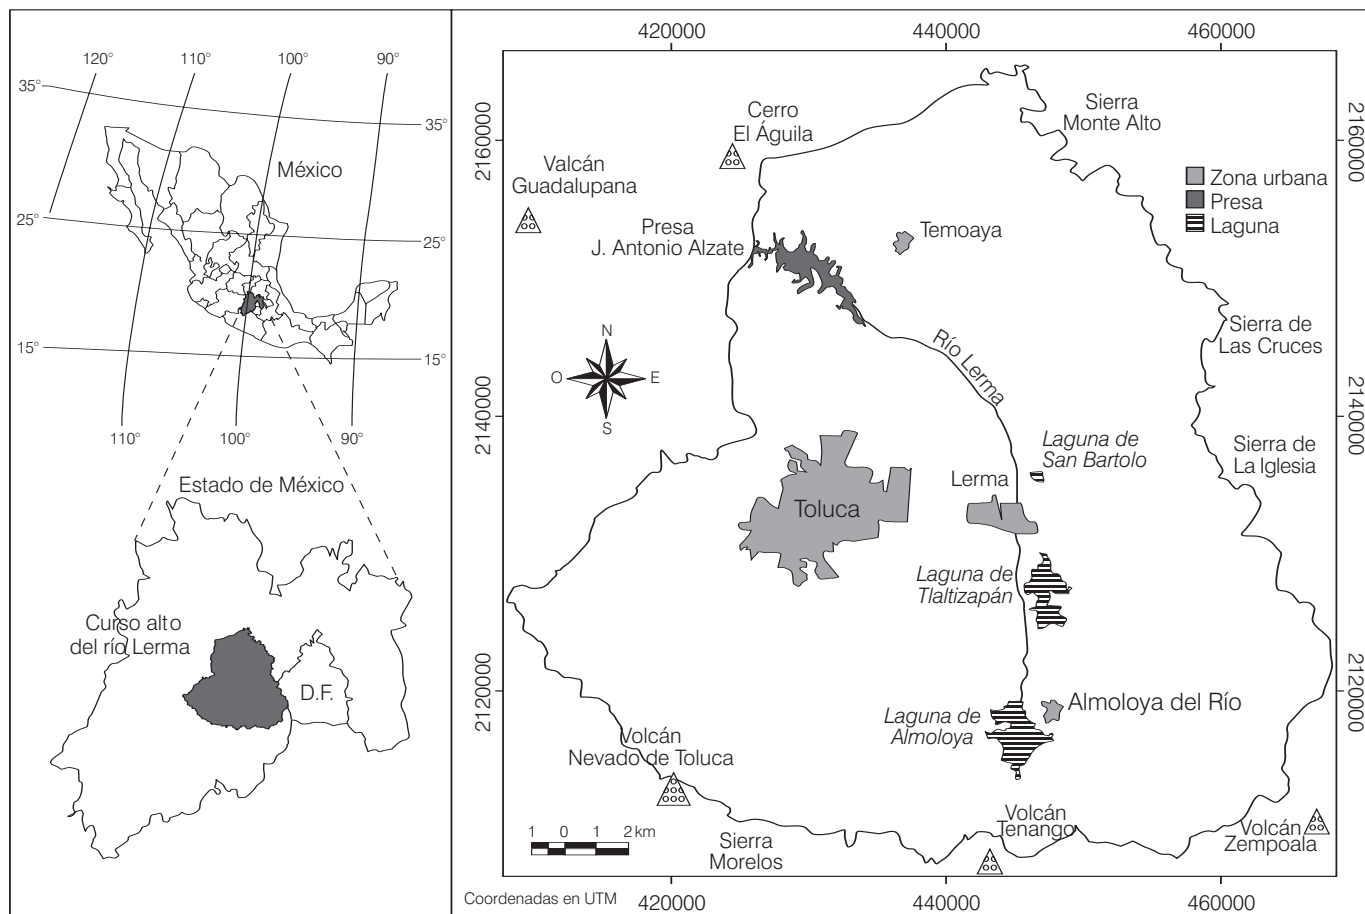 120°
110°
100°
90°
35°
35°
México
25°
25°
15°
15°
110°
100°
90°
Estado de México
Curso alto
del río Lerma
D.F.
420000
440000
460000
2160000
2160000
Cerro
El Águila
Sierra
Monte Alto
Valcán
Guadalupana
Zona urbana
Presa
Laguna
Presa
J. Antonio Alzate
Temoaya
Río Lerma
Sierra de
Las Cruces
N
O
E
S
2140000
2140000
Laguna de
San Bartolo
Sierra de
La Iglesia
Lerma
Toluca
Laguna de
Tlaltizapán
2120000
2120000
Almoloya del Río
Laguna de
Almoloya
Volcán
Nevado de Toluca
1 0 1 2 km
Sierra
Morelos
Volcán
Tenango
Volcán
Zempoala
Coordenadas en UTM
420000
440000
460000